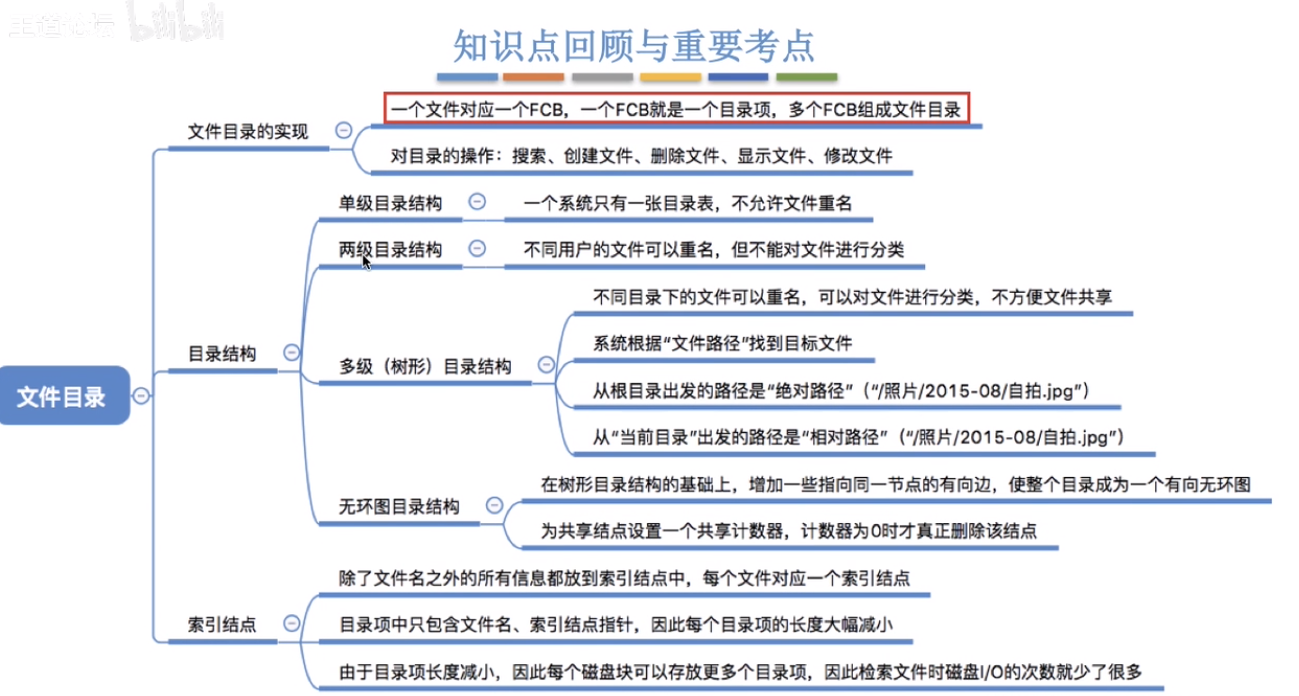 王道论坛 bilibili
知识点回顾与重要考点
一个文件对应一个FCB，一个FCB就是一个目录项，多个FCB组成文件目录
文件目录的实现
对目录的操作：搜索、创建文件、删除文件、显示文件、修改文件
单级目录结构
一个系统只有一张目录表，不允许文件重名
两级目录结构
不同用户的文件可以重名，但不能对文件进行分类
不同目录下的文件可以重名，可以对文件进行分类，不方便文件共享
系统根据“文件路径”找到目标文件
目录结构
多级（树形）目录结构
从根目录出发的路径是“绝对路径”（“/照片/2015-08/自拍.jpg”）
文件目录
从“当前目录”出发的路径是“相对路径”（“/照片/2015-08/自拍.jpg”）
在树形目录结构的基础上，增加一些指向同一节点的有向边，使整个目录成为一个有向无环图
无环图目录结构
为共享结点设置一个共享计数器，计数器为0时才真正删除该结点
除了文件名之外的所有信息都放到索引结点中，每个文件对应一个索引结点
索引结点
目录项中只包含文件名、索引结点指针，因此每个目录项的长度大幅减小
由于目录项长度减小，因此每个磁盘块可以存放更多个目录项，因此检索文件时磁盘I/O的次数就少了很多